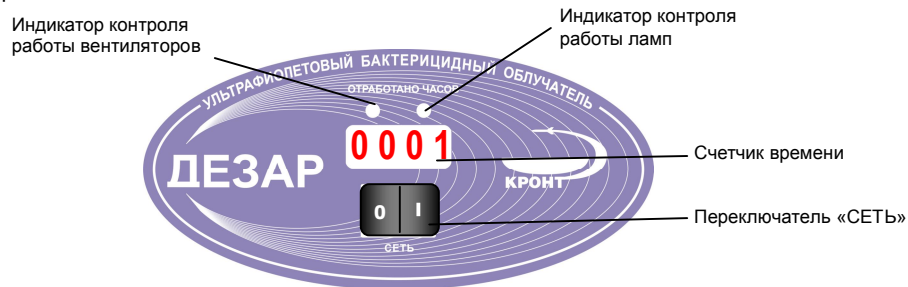 Индикатор контроля
работы вентиляторов
Индикатор контроля
работы ламп
УЛЬТРАФИОЛЕТОВЫЙ БАКТЕРИЦИДНЫЙ ОБЛУЧАТЕЛЬ
ОТРАБОТАНО ЧАСОВ
0001
ДЕЗАР
КРОНТ
Счетчик времени
0 I
Переключатель «СЕТЬ»
СЕТЬ